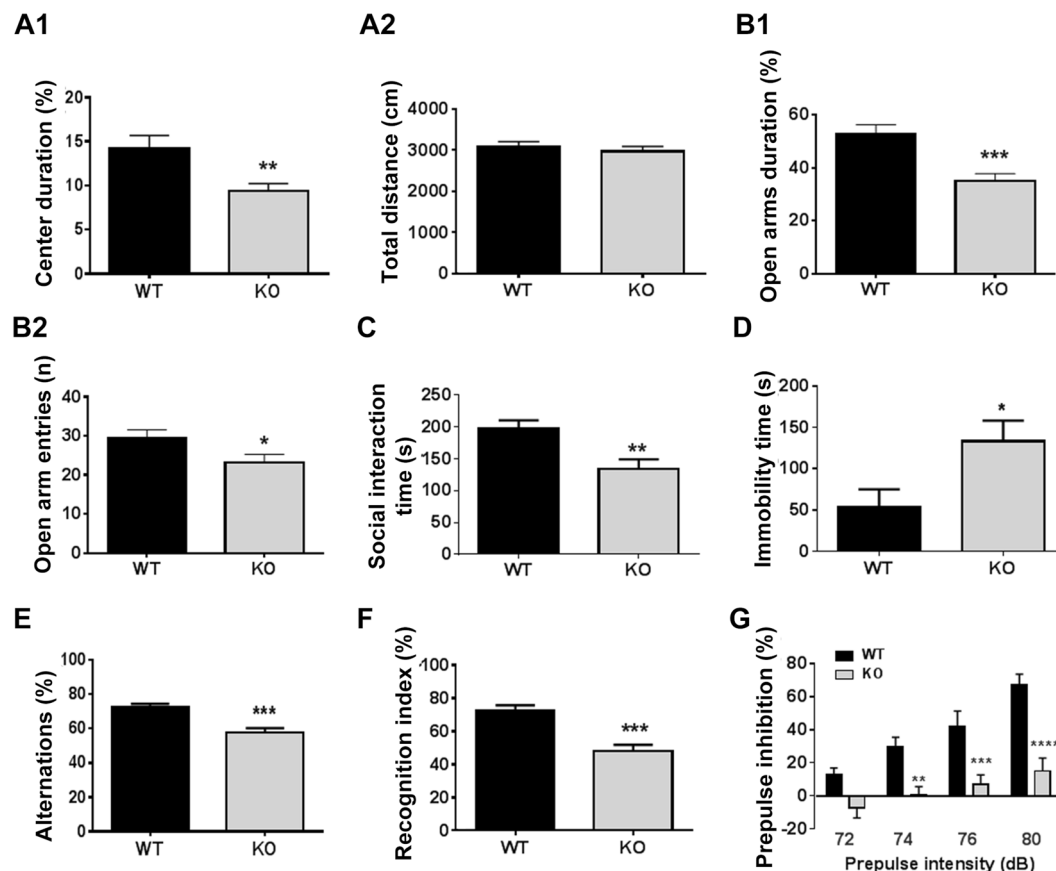 A1
Center duration (%)
20
15
10
5
0
**
WT
KO
A2
Total distance (cm)
4000
3000
2000
1000
0
WT
KO
B1
Open arms duration (%)
60
40
20
0
***
WT
KO
B2
Open arm entries (n)
40
30
20
10
0
*
WT
KO
C
Social interaction
time (s)
250
200
150
100
50
0
**
WT
KO
D
Immobility time (s)
200
150
100
50
0
*
WT
KO
E
Alternations (%)
100
80
60
40
20
0
***
WT
KO
F
Recognition index (%)
100
80
60
40
20
0
***
WT
KO
G
Prepulse inhibition (%)
WT
KO
80
60
40
20
0
-20
**
***
****
72
74
76
80
Prepulse intensity (dB)